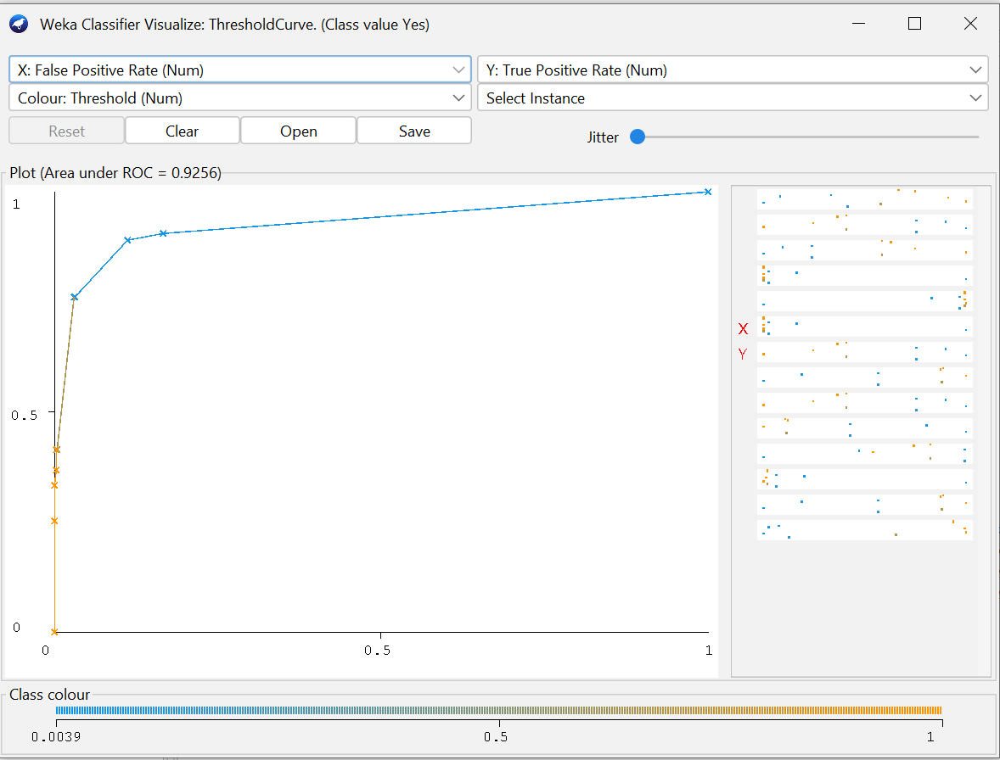 Weka Classifier Visualize: ThresholdCurve. (Class value Yes)
X: False Positive Rate (Num)
Y: True Positive Rate (Num)
Colour: Threshold (Num)
Select Instance
Reset
Clear
Open
Save
Jitter
Plot (Area under ROC = 0.9256)
1
0.5
0
0
0.5
1
X
Y
Class colour
0.0039
0.5
1